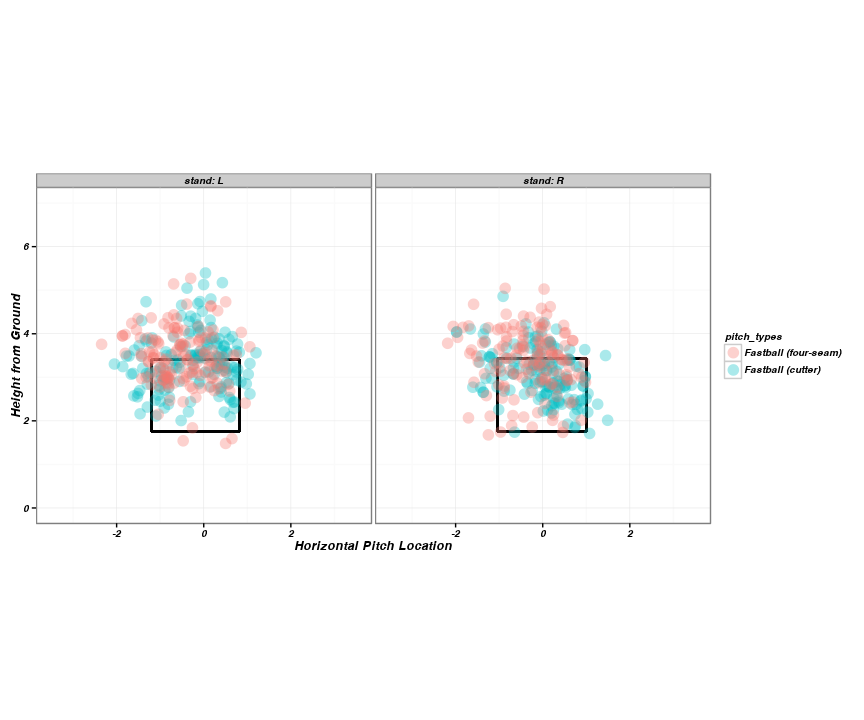 stand: L
stand: R
6
4
2
0
Height from Ground
-2
0
2
-2
0
2
Horizontal Pitch Location
pitch_types
Fastball (four-seam)
Fastball (cutter)